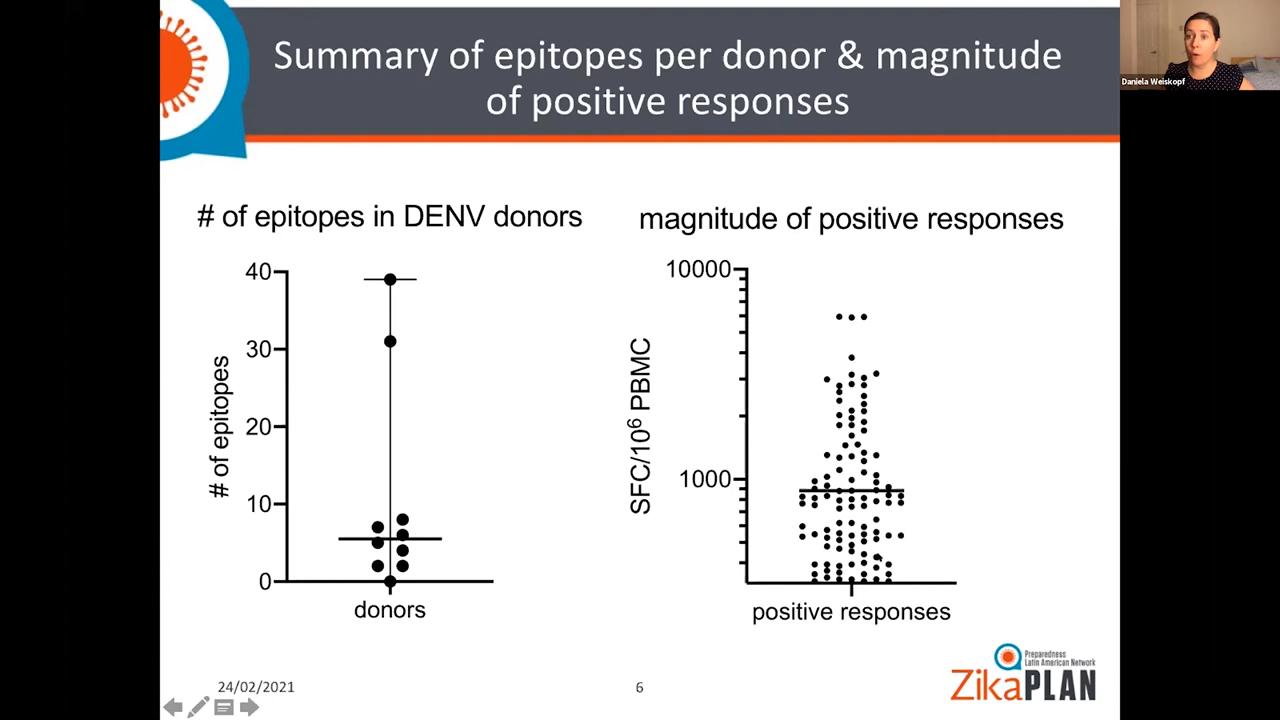 Summary of epitopes per donor & magnitude
of positive responses
Daniela Weiskopf
# of epitopes in DENV donors
# of epitopes
40
30
20
10
0
donors
magnitude of positive responses
SFC/10⁶ PBMC
10000
1000
positive responses
24/02/2021
6
Preparedness
Latin American Network
ZikaPLAN